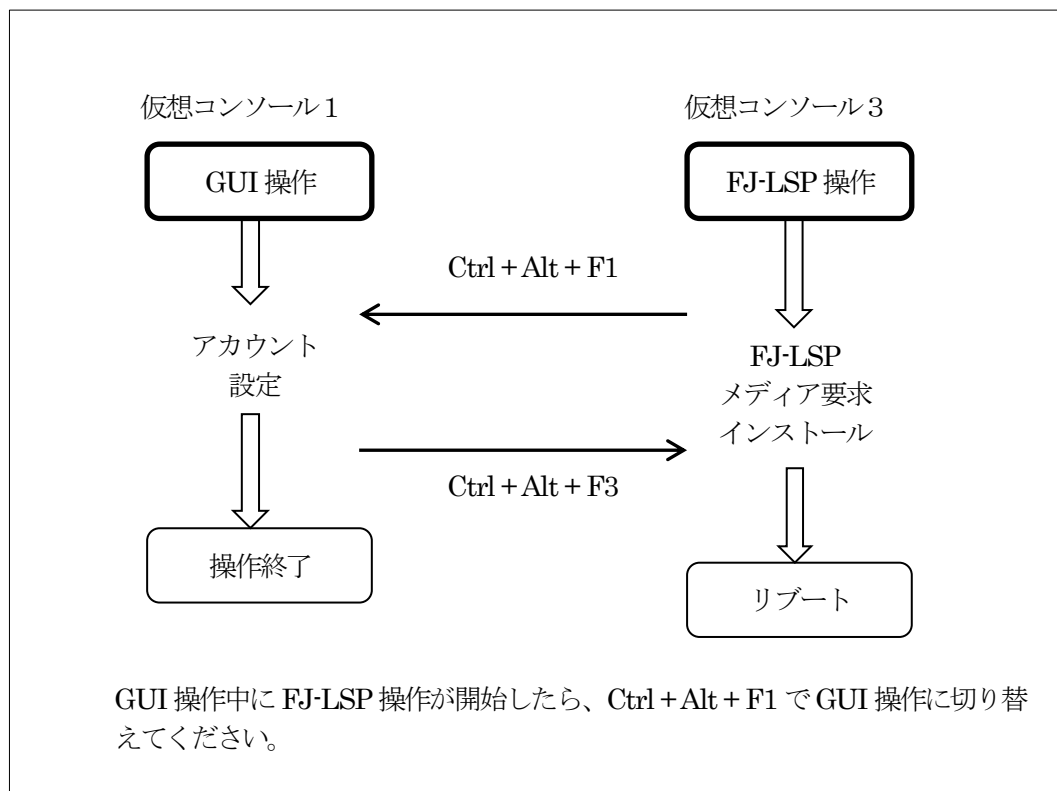 仮想コンソール１
仮想コンソール３
GUI 操作
FJ-LSP 操作
Ctrl + Alt + F1
アカウント
設定
FJ-LSP
メディア要求
インストール
Ctrl + Alt + F3
操作終了
リブート
GUI 操作中に FJ-LSP 操作が開始したら、Ctrl + Alt + F1 で GUI 操作に切り替
えてください。